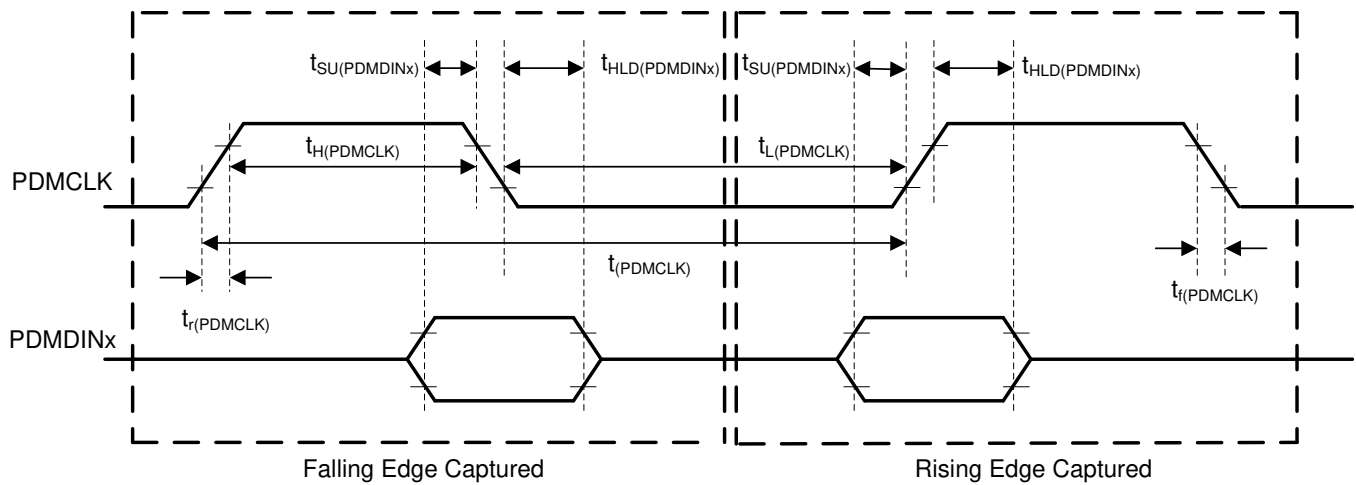 tSU(PDMDINx) tHLD(PDMDINx) tSU(PDMDINx) tHLD(PDMDINx)
tH(PDMCLK) tL(PDMCLK)
PDMCLK
t(PDMCLK)
tr(PDMCLK) tf(PDMCLK)
PDMDINx
Falling Edge Captured Rising Edge Captured